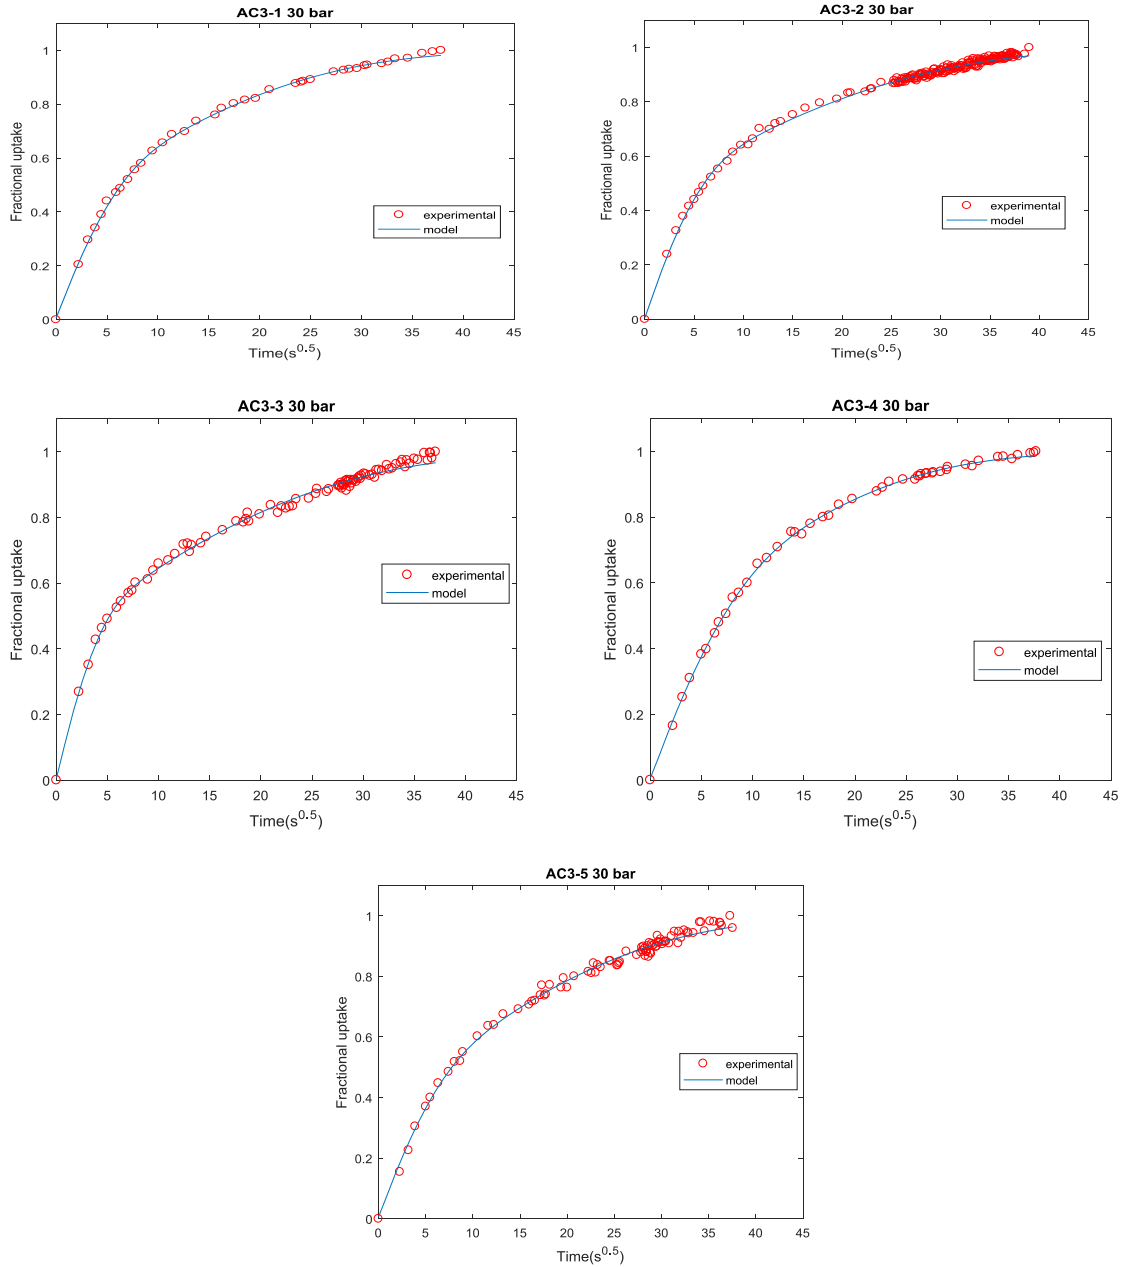 AC3-1 30 bar
1
0.8
0.6
0.4
0.2
0
Fractional uptake
experimental
model
0 5 10 15 20 25 30 35 40 45
Time(s^0.5)
AC3-2 30 bar
1
0.8
0.6
0.4
0.2
0
Fractional uptake
experimental
model
0 5 10 15 20 25 30 35 40 45
Time(s^0.5)
AC3-3 30 bar
1
0.8
0.6
0.4
0.2
0
Fractional uptake
experimental
model
0 5 10 15 20 25 30 35 40 45
Time(s^0.5)
AC3-4 30 bar
1
0.8
0.6
0.4
0.2
0
Fractional uptake
experimental
model
0 5 10 15 20 25 30 35 40 45
Time(s^0.5)
AC3-5 30 bar
1
0.8
0.6
0.4
0.2
0
Fractional uptake
experimental
model
0 5 10 15 20 25 30 35 40 45
Time(s^0.5)